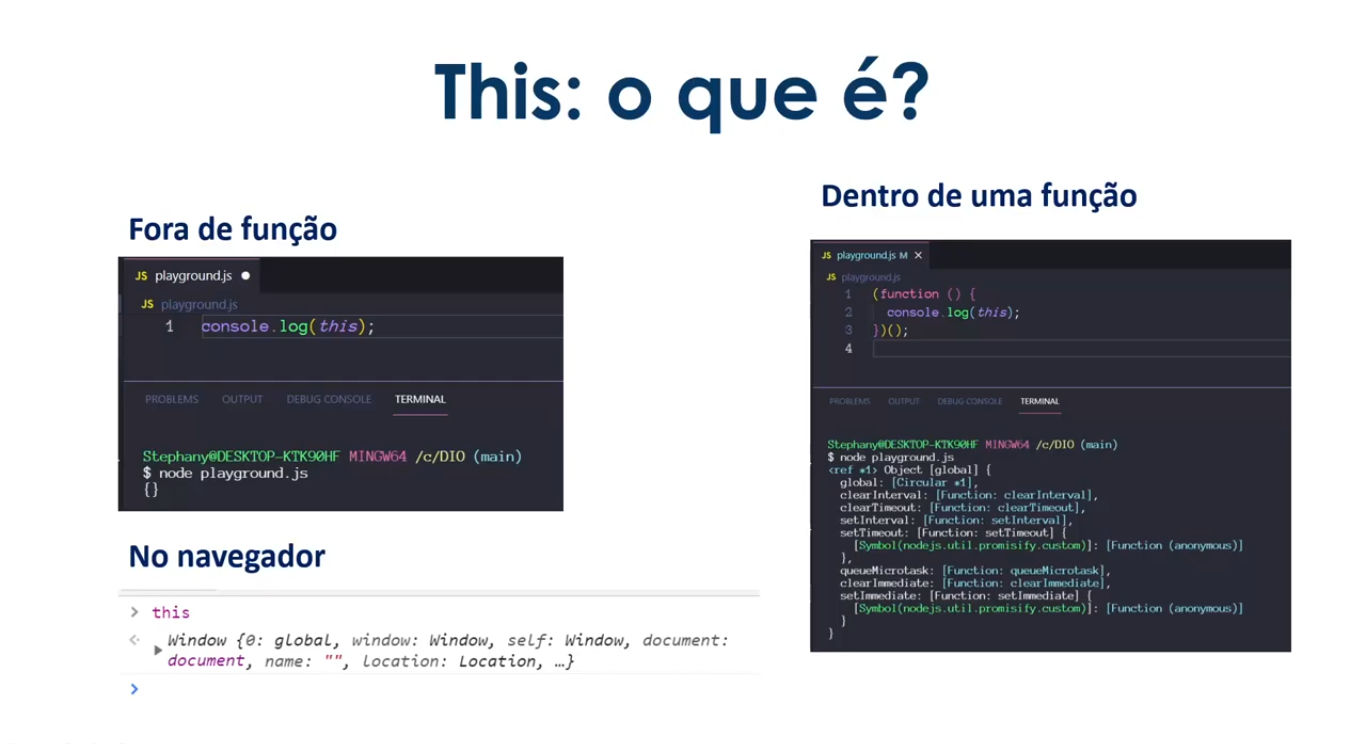 This: o que é?
Fora de função
JS playground.js ●
JS playground.js
1 console.log(this);
PROBLEMS OUTPUT DEBUG CONSOLE TERMINAL
Stephany@DESKTOP-KTK90HF MINGW64 /c/DIO (main)
$ node playground.js
{}
No navegador
> this
Window {0: global, window: Window, self: Window, document:
document, name: "", location: Location, …}
>
Dentro de uma função
JS playground.js M ✕
JS playground.js
1 (function () {
2 console.log(this);
3 })();
4
PROBLEMS OUTPUT DEBUG CONSOLE TERMINAL
Stephany@DESKTOP-KTK90HF MINGW64 /c/DIO (main)
$ node playground.js
<ref *1> Object [global] {
global: [Circular *1],
clearInterval: [Function: clearInterval],
clearTimeout: [Function: clearTimeout],
setInterval: [Function: setInterval],
setTimeout: [Function: setTimeout] {
[Symbol(nodejs.util.promisify.custom)]: [Function (anonymous)]
},
queueMicrotask: [Function: queueMicrotask],
clearImmediate: [Function: clearImmediate],
setImmediate: [Function: setImmediate] {
[Symbol(nodejs.util.promisify.custom)]: [Function (anonymous)]
}
}